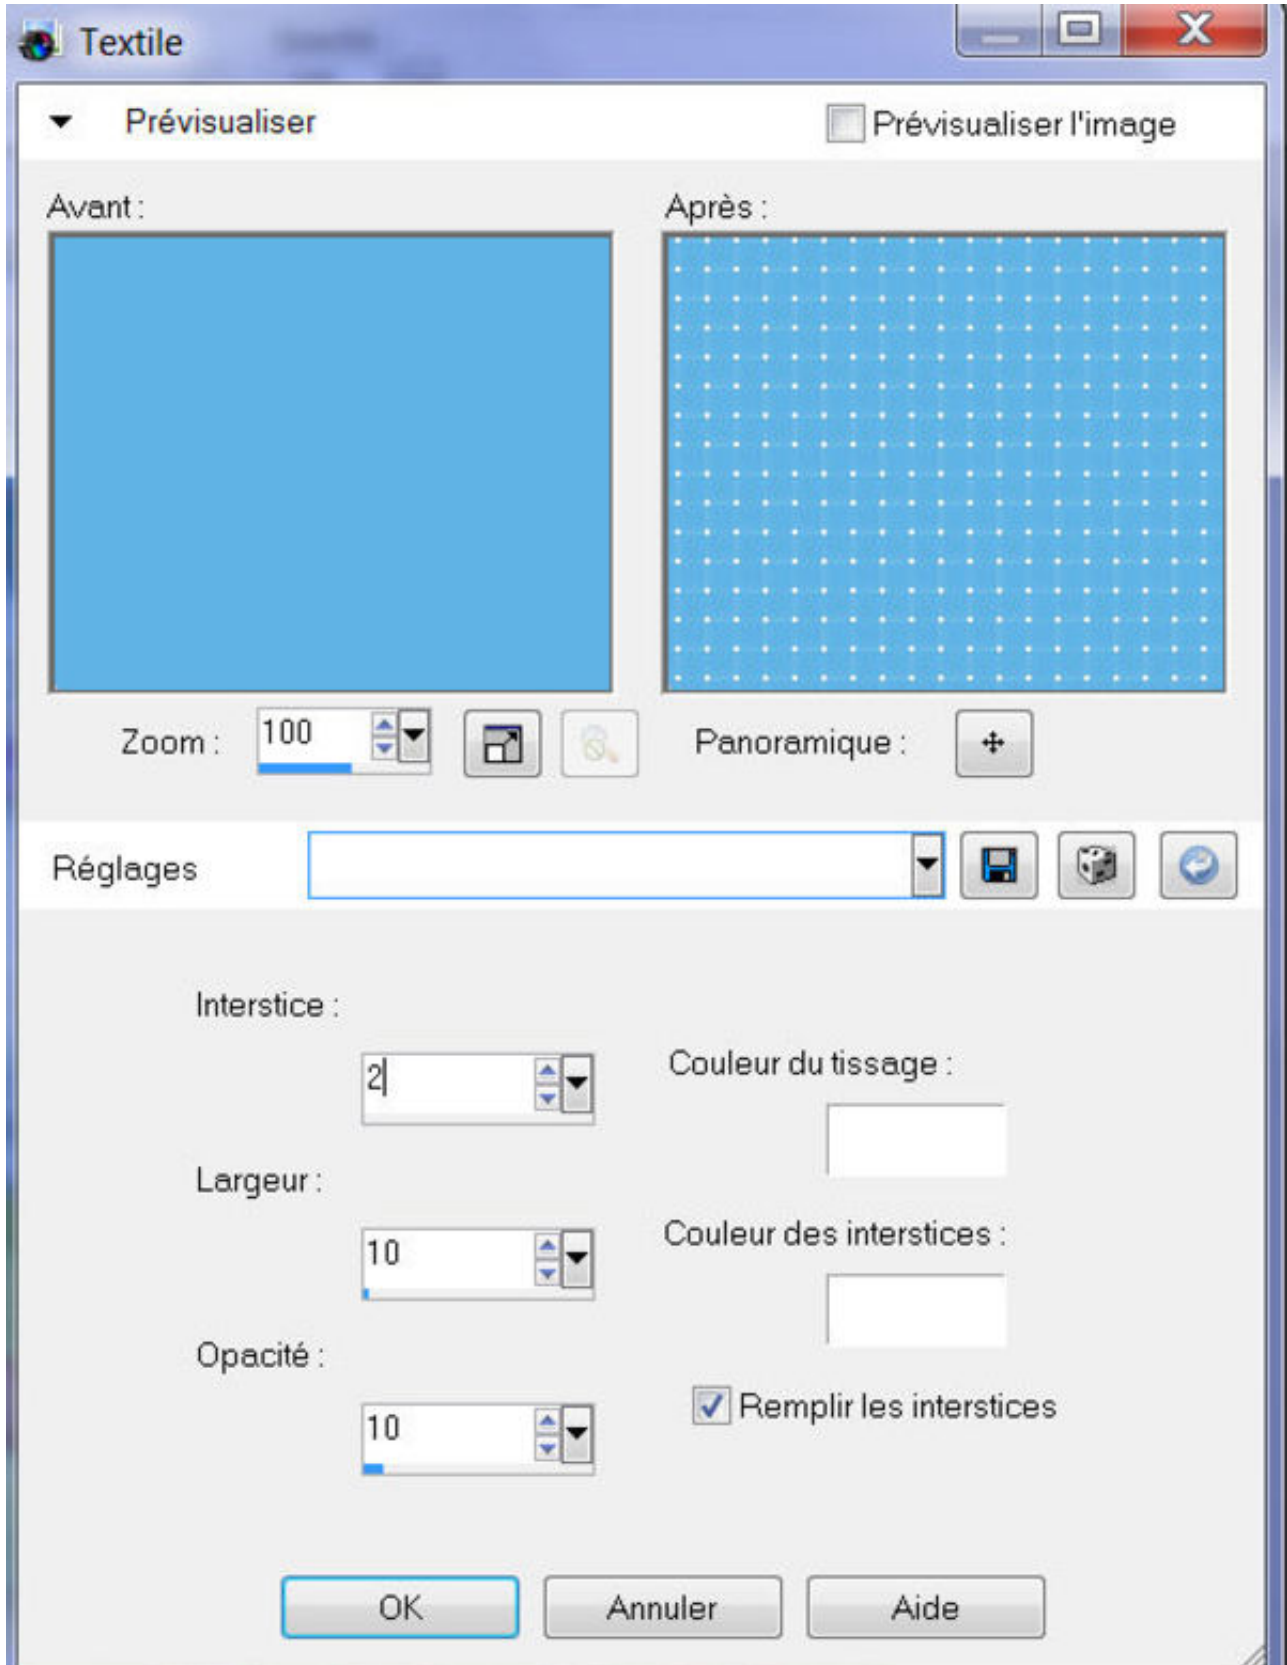 Textile
Prévisualiser
Prévisualiser l'image
Avant :
Après :
Zoom :
100
Panoramique :
Réglages
Interstice :
2
Couleur du tissage :
Largeur :
10
Couleur des interstices :
Opacité :
10
Remplir les interstices
OK
Annuler
Aide